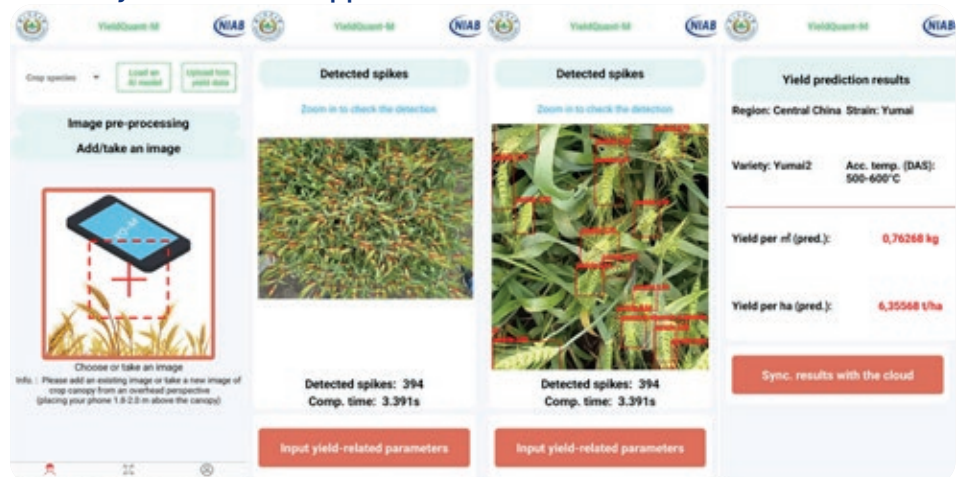 YieldQuant-M
NIAB
Crop species
Load an
AI model
Upload hist.
yield data
Image pre-processing
Add/take an image
YQ-M
Choose or take an image
Info. : Please add an existing image or take a new image of
crop canopy from an overhead perspective
(placing your phone 1.8-2.0 m above the canopy)
YieldQuant-M
NIAB
Detected spikes
Zoom in to check the detection
Detected spikes: 394
Comp. time: 3.391s
Input yield-related parameters
YieldQuant-M
NIAB
Detected spikes
Zoom in to check the detection
Detected spikes: 394
Comp. time: 3.391s
Input yield-related parameters
YieldQuant-M
NIAB
Yield prediction results
Region: Central China Strain: Yumai
Variety: Yumai2
Acc. temp. (DAS):
500-600°C
Yield per ㎡ (pred.):
0,76268 kg
Yield per ha (pred.):
6,35568 t/ha
Sync. results with the cloud